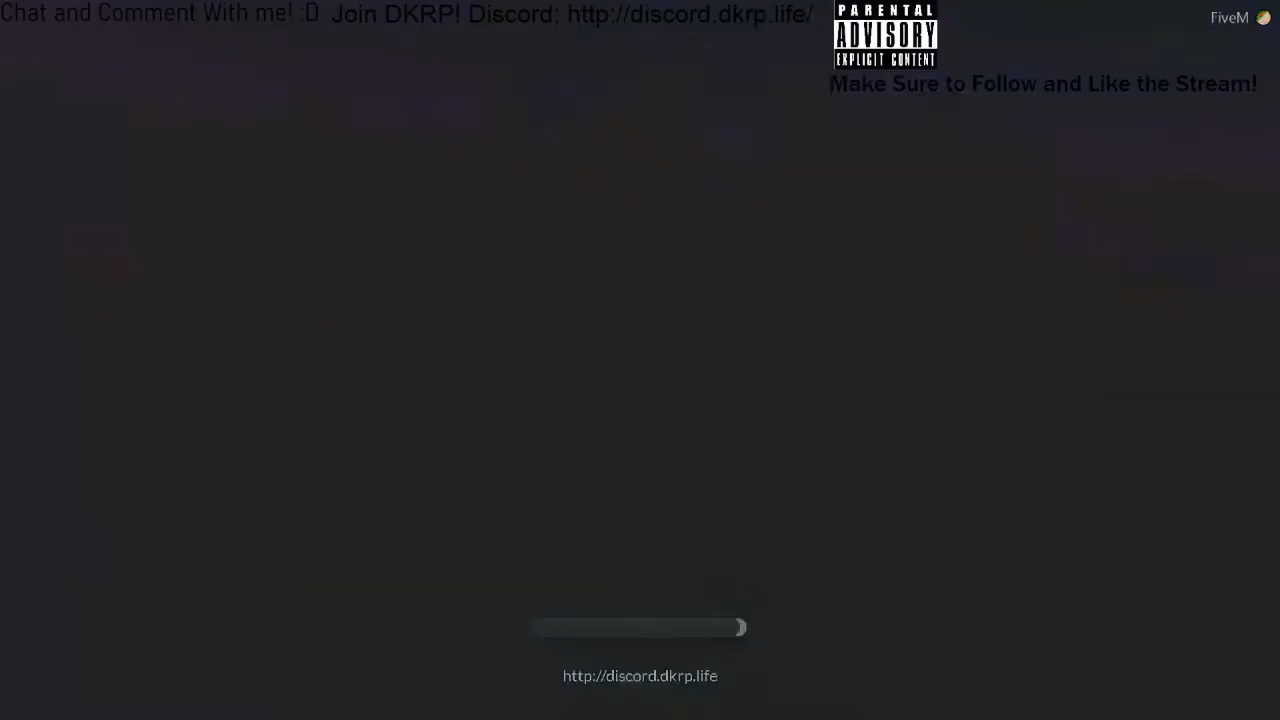 Chat and Comment With me! :D
Join DKRP! Discord: http://discord.dkrp.life/
PARENTAL
ADVISORY
EXPLICIT CONTENT
FiveM
Make Sure to Follow and Like the Stream!
http://discord.dkrp.life